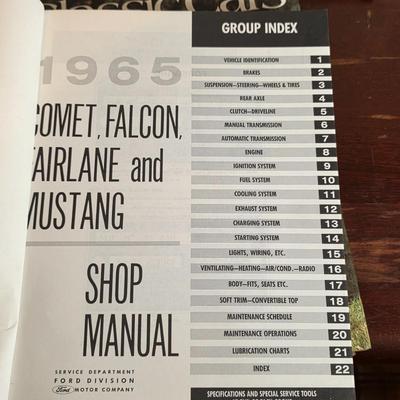 Classic Cars
1965
COMET, FALCON,
FAIRLANE and
MUSTANG
SHOP
MANUAL
SERVICE DEPARTMENT
FORD DIVISION
Ford MOTOR COMPANY
GROUP INDEX
VEHICLE IDENTIFICATION 1
BRAKES 2
SUSPENSION—STEERING—WHEELS & TIRES 3
REAR AXLE 4
CLUTCH—DRIVELINE 5
MANUAL TRANSMISSION 6
AUTOMATIC TRANSMISSION 7
ENGINE 8
IGNITION SYSTEM 9
FUEL SYSTEM 10
COOLING SYSTEM 11
EXHAUST SYSTEM 12
CHARGING SYSTEM 13
STARTING SYSTEM 14
LIGHTS, WIRING, ETC. 15
VENTILATING—HEATING—AIR/COND.—RADIO 16
BODY—FITS, SEATS ETC. 17
SOFT TRIM—CONVERTIBLE TOP 18
MAINTENANCE SCHEDULE 19
MAINTENANCE OPERATIONS 20
LUBRICATION CHARTS 21
INDEX 22
SPECIFICATIONS AND SPECIAL SERVICE TOOLS